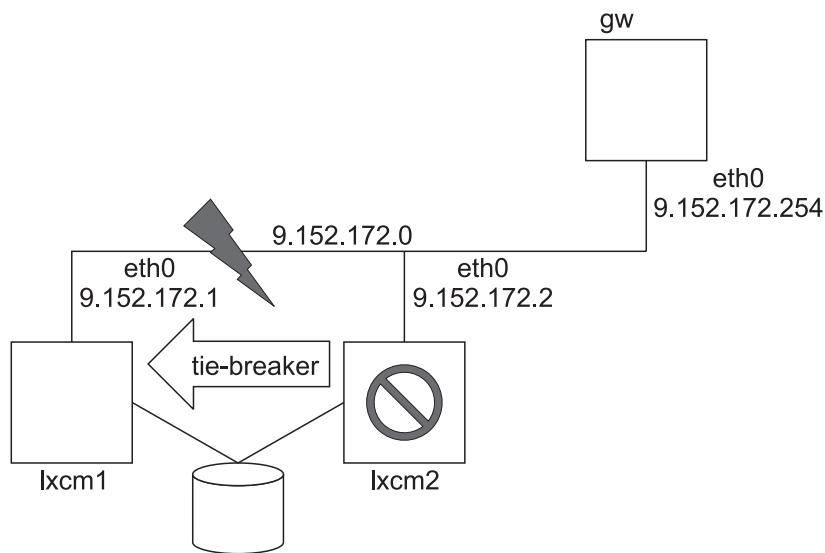 gw
eth0
9.152.172.254
9.152.172.0
eth0
9.152.172.1
eth0
9.152.172.2
tie-breaker
lxcm1
lxcm2